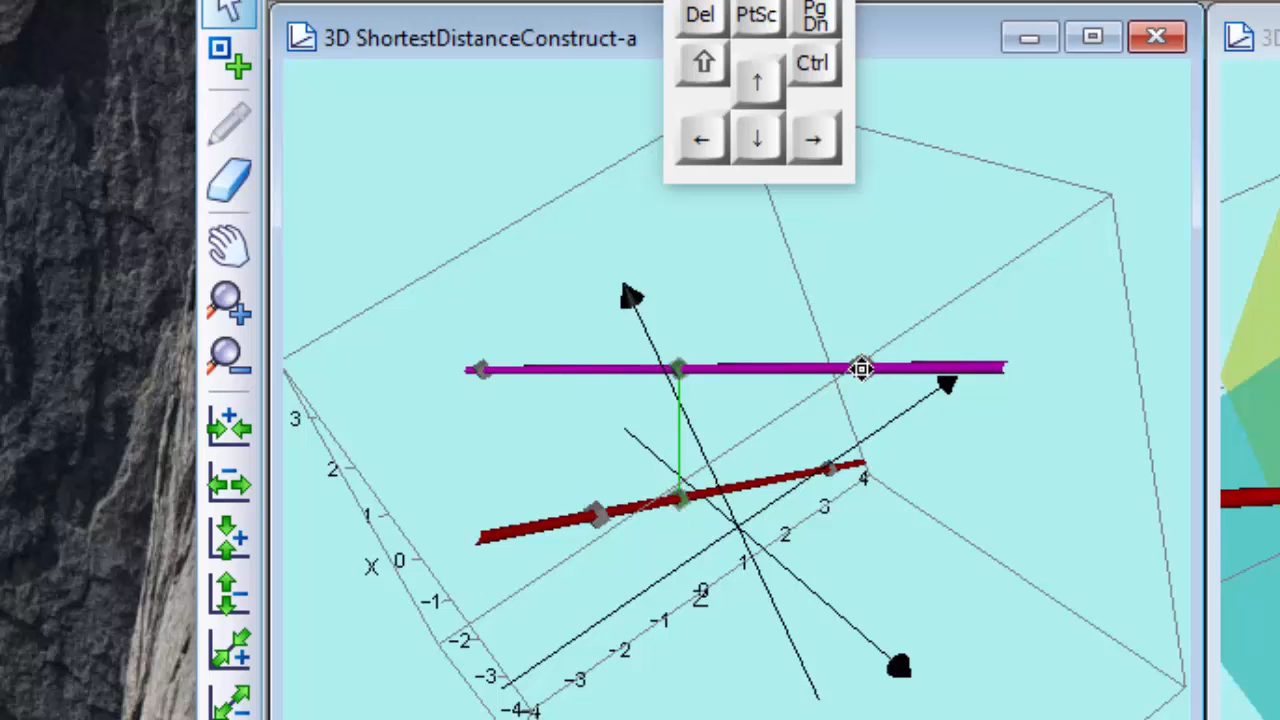 Del PtSc Pg Dn
3D ShortestDistanceConstruct-a
3D
⇧ ↑ Ctrl
← ↓ →
3
2
1
X 0
-1
-2
-3
-4
-4
-3
-2
-1
0
Z
1
2
3
4